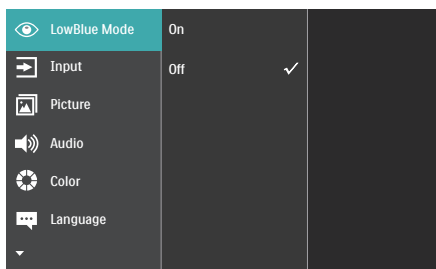 LowBlue Mode
On
Input
Off
Picture
Audio
Color
Language